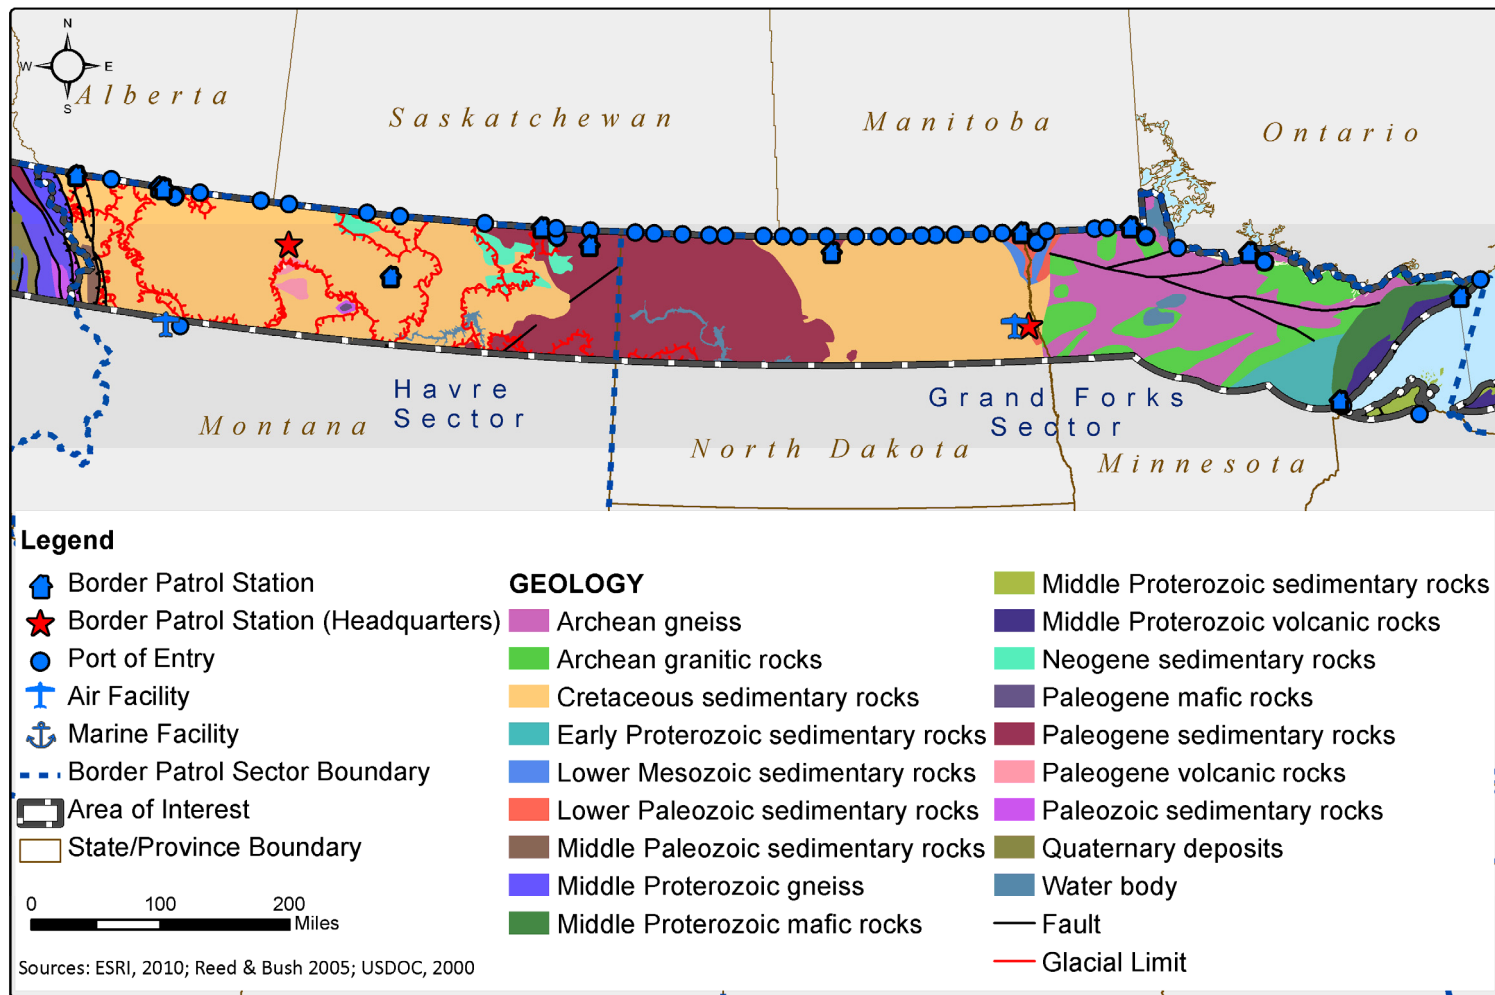 N
W E
S
Alberta
Saskatchewan
Manitoba
Ontario
Havre
Sector
Montana
Grand Forks
Sector
North Dakota
Minnesota
Legend
Border Patrol Station
Border Patrol Station (Headquarters)
Port of Entry
Air Facility
Marine Facility
Border Patrol Sector Boundary
Area of Interest
State/Province Boundary
0 100 200
Miles
Sources: ESRI, 2010; Reed & Bush 2005; USDOC, 2000
GEOLOGY
Archean gneiss
Archean granitic rocks
Cretaceous sedimentary rocks
Early Proterozoic sedimentary rocks
Lower Mesozoic sedimentary rocks
Lower Paleozoic sedimentary rocks
Middle Paleozoic sedimentary rocks
Middle Proterozoic gneiss
Middle Proterozoic mafic rocks
Middle Proterozoic sedimentary rocks
Middle Proterozoic volcanic rocks
Neogene sedimentary rocks
Paleogene mafic rocks
Paleogene sedimentary rocks
Paleogene volcanic rocks
Paleozoic sedimentary rocks
Quaternary deposits
Water body
Fault
Glacial Limit